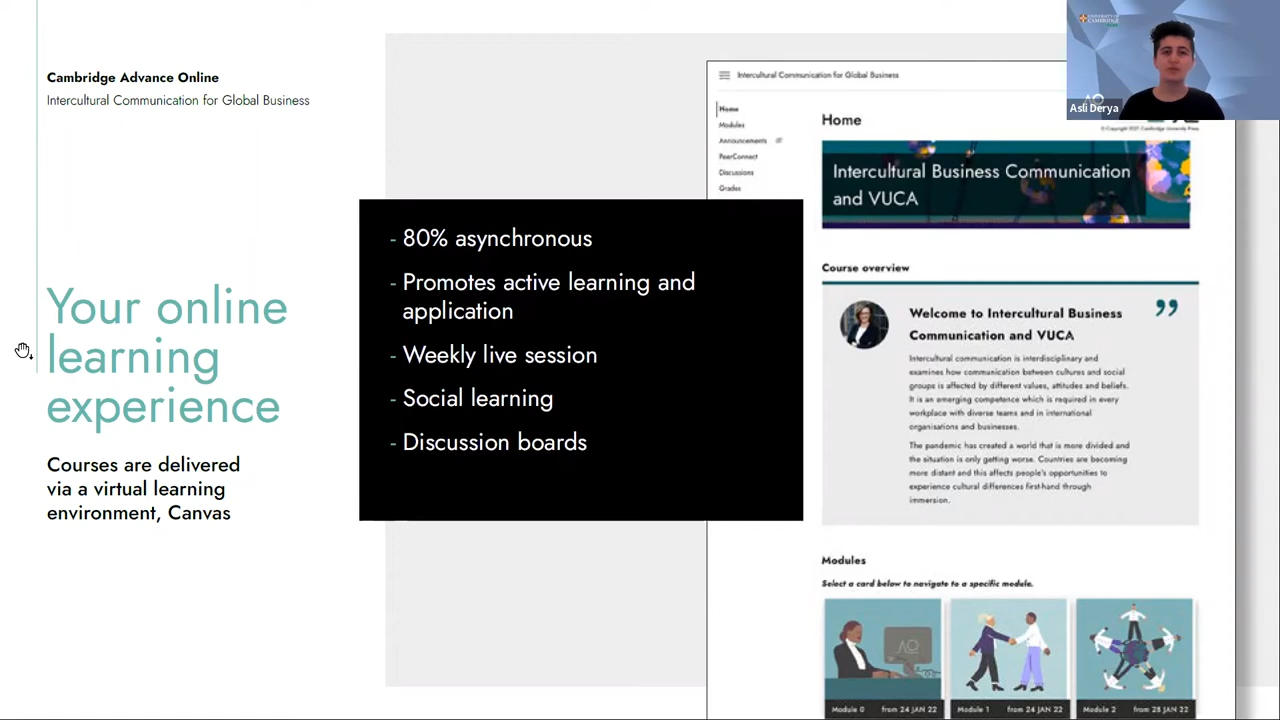 Cambridge Advance Online
Intercultural Communication for Global Business
Your online
learning
experience
Courses are delivered
via a virtual learning
environment, Canvas
- 80% asynchronous
- Promotes active learning and
application
- Weekly live session
- Social learning
- Discussion boards
Intercultural Communication for Global Business
Home
Modules
Announcements
PeerConnect
Discussions
Grades
Home
© Copyright 2021 Cambridge University Press
Intercultural Business Communication
and VUCA
Course overview
Welcome to Intercultural Business
Communication and VUCA
Intercultural communication is interdisciplinary and
examines how communication between cultures and social
groups is affected by different values, attitudes and beliefs.
It is an emerging competence which is required in every
workplace with diverse teams and in international
organisations and businesses.
The pandemic has created a world that is more divided and
the situation is only getting worse. Countries are becoming
more distant and this affects people's opportunities to
experience cultural differences first-hand through
immersion.
Modules
Select a card below to navigate to a specific module.
Module 0 from 24 JAN 22
Module 1 from 24 JAN 22
Module 2 from 28 JAN 22
UNIVERSITY OF
CAMBRIDGE
Asli Derya